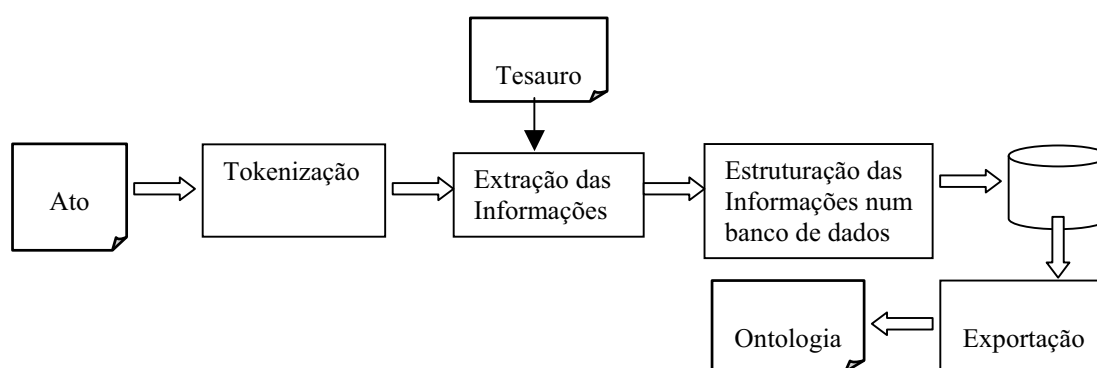 Tesauro
Ato
Tokenização
Extração das
Informações
Estruturação das
Informações num
banco de dados
Ontologia
Exportação